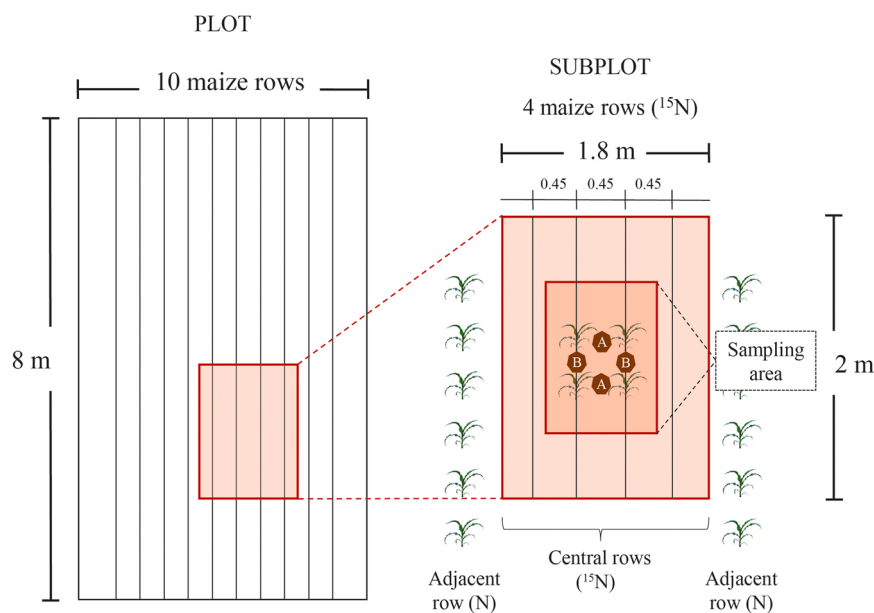 PLOT
10 maize rows
8 m
SUBPLOT
4 maize rows (¹⁵N)
1.8 m
0.45 0.45 0.45
A
B B
A
Sampling
area
2 m
Central rows
(¹⁵N)
Adjacent
row (N)
Adjacent
row (N)